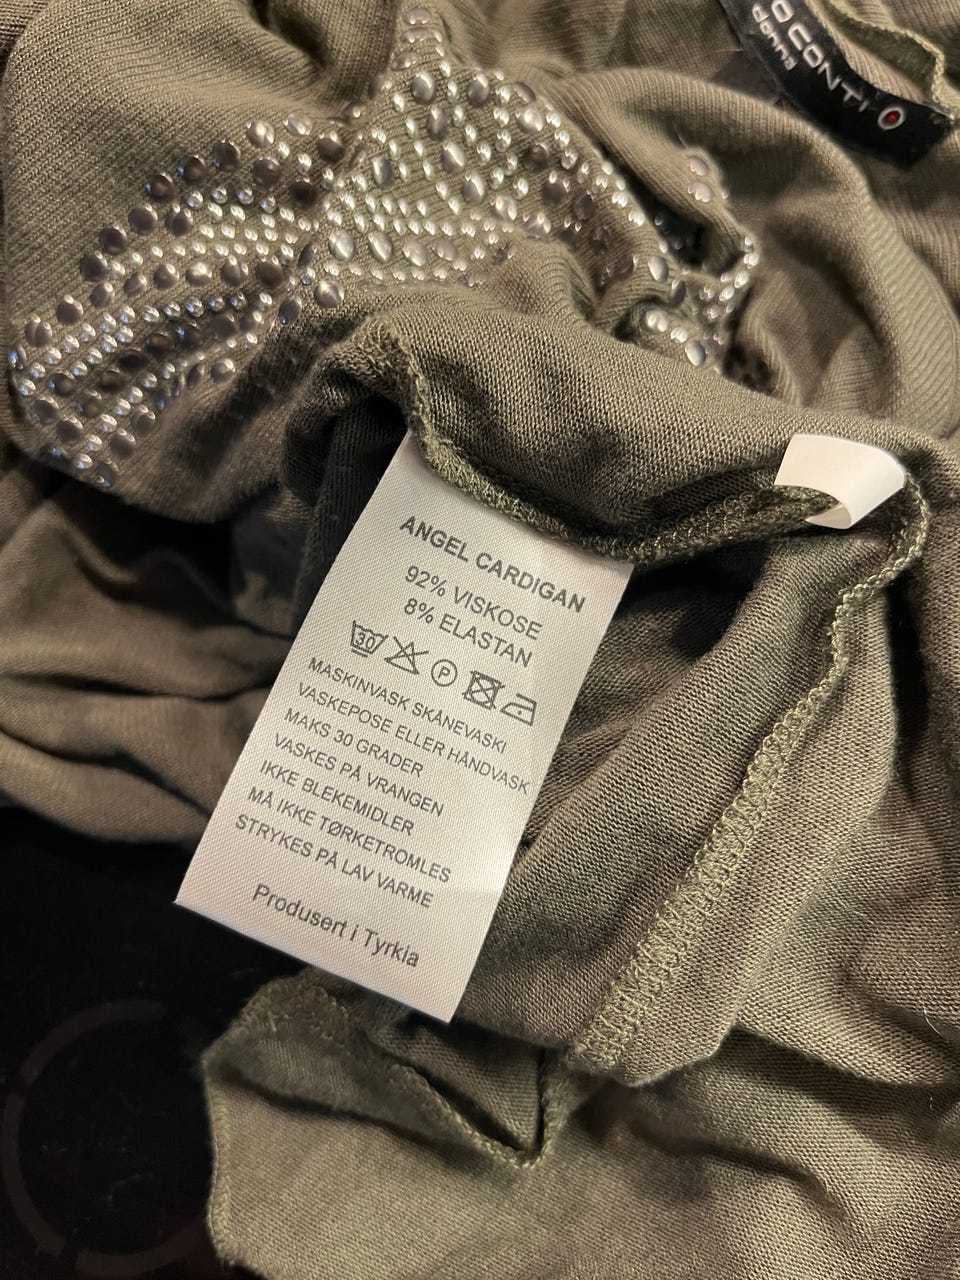 ANGEL CARDIGAN
92% VISKOSE
8% ELASTAN
30 P
MASKINVASK SKÅNEVASKI
VASKEPOSE ELLER HÅNDVASK
MAKS 30 GRADER
VASKES PÅ VRANGEN
IKKE BLEKEMIDLER
MÅ IKKE TØRKETROMLES
STRYKES PÅ LAV VARME
Produsert i Tyrkia